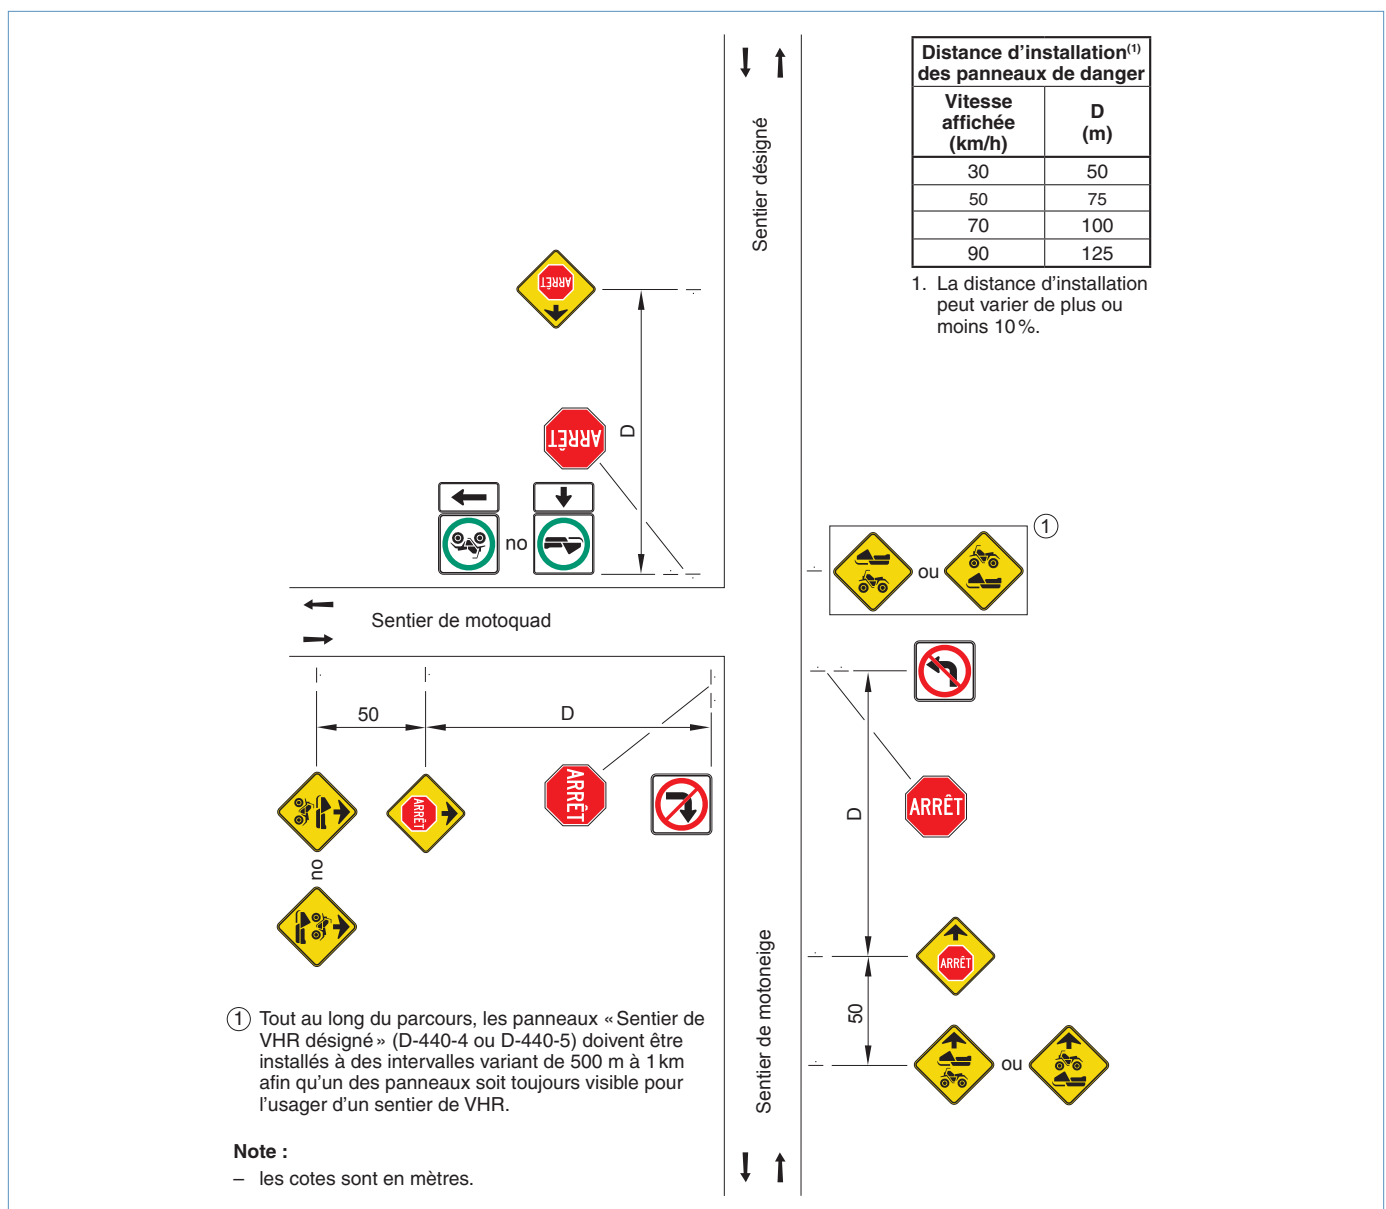 Distance d'installation(1)
des panneaux de danger
Vitesse
affichée
(km/h)
D
(m)
30 50
50 75
70 100
90 125
1. La distance d'installation
peut varier de plus ou
moins 10 %.
Sentier désigné
ARRÊT
D
ARRÊT
ou
1
ou
Sentier de motoquad
50
D
ARRÊT
ARRÊT
ou
D
ARRÊT
ARRÊT
50
ou
Sentier de motoneige
1 Tout au long du parcours, les panneaux « Sentier de
VHR désigné » (D-440-4 ou D-440-5) doivent être
installés à des intervalles variant de 500 m à 1 km
afin qu'un des panneaux soit toujours visible pour
l'usager d'un sentier de VHR.
Note :
– les cotes sont en mètres.